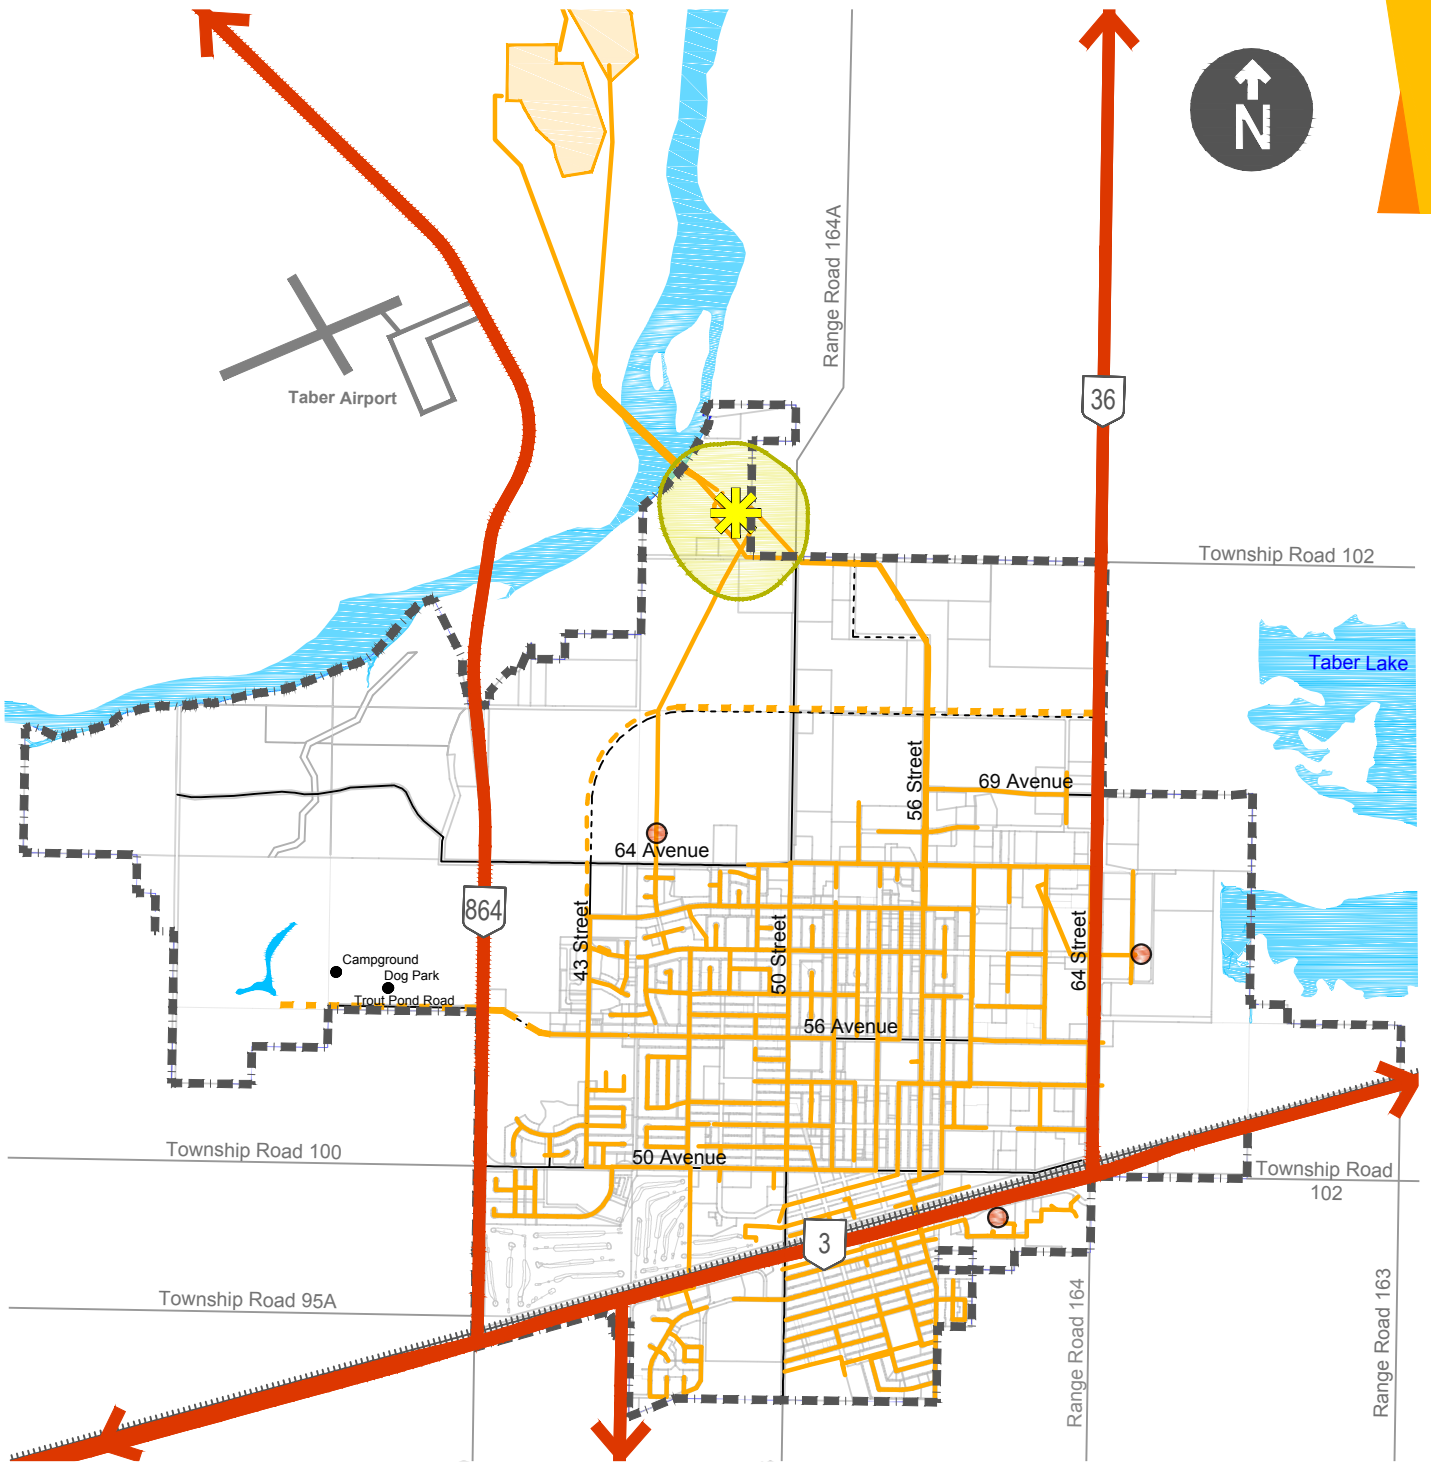 N
Range Road 164A
Taber Airport
36
Township Road 102
Taber Lake
56 Street
69 Avenue
64 Avenue
864
43 Street
50 Street
64 Street
Campground
Dog Park
Trout Pond Road
56 Avenue
Township Road 100
50 Avenue
Township Road
102
3
Township Road 95A
Range Road 164
Range Road 163